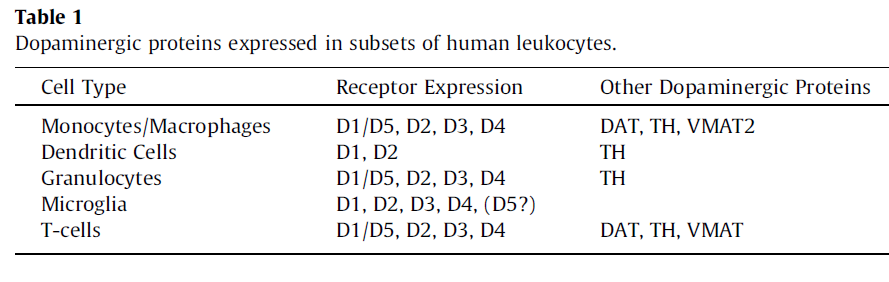 Table 1
Dopaminergic proteins expressed in subsets of human leukocytes.
Cell Type Receptor Expression Other Dopaminergic Proteins
Monocytes/Macrophages D1/D5, D2, D3, D4 DAT, TH, VMAT2
Dendritic Cells D1, D2 TH
Granulocytes D1/D5, D2, D3, D4 TH
Microglia D1, D2, D3, D4, (D5?)
T-cells D1/D5, D2, D3, D4 DAT, TH, VMAT